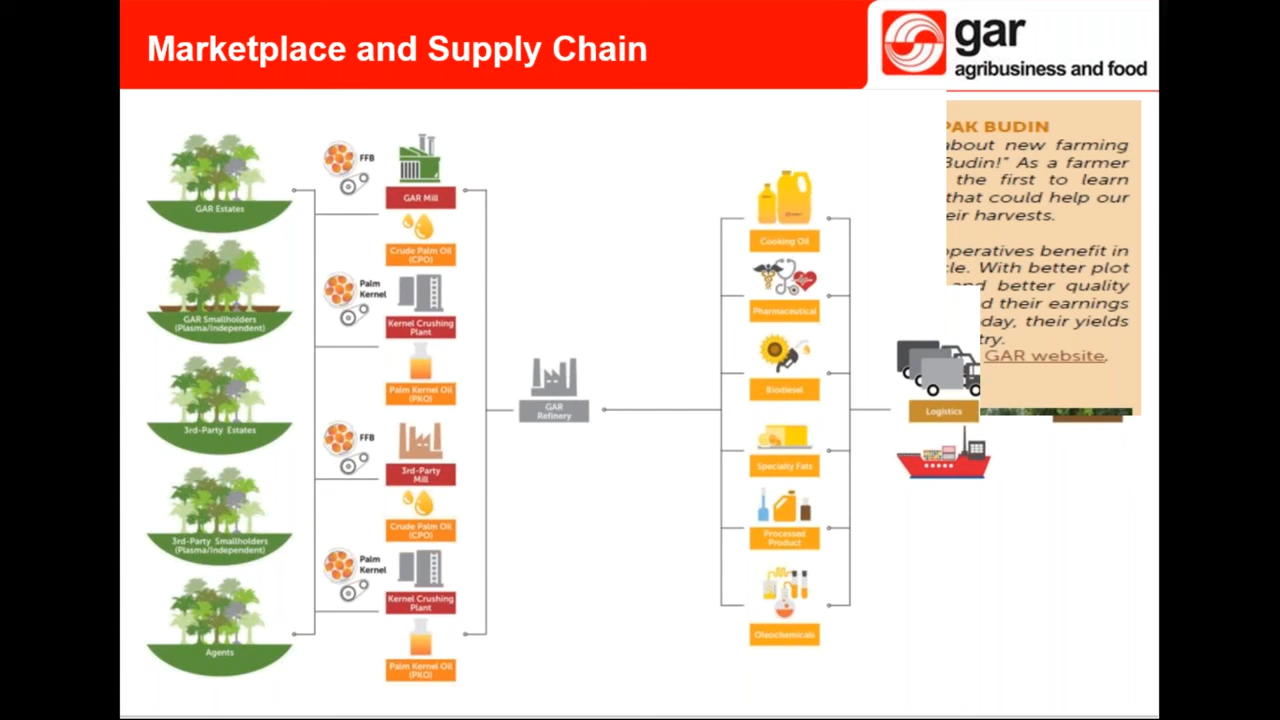 Marketplace and Supply Chain
gar
agribusiness and food
GAR Estates
GAR Smallholders
(Plasma/Independent)
3rd-Party Estates
3rd-Party Smallholders
(Plasma/Independent)
Agents
FFB
GAR Mill
Crude Palm Oil
(CPO)
Palm
Kernel
Kernel Crushing
Plant
Palm Kernel Oil
(PKO)
FFB
3rd-Party
Mill
Crude Palm Oil
(CPO)
Palm
Kernel
Kernel Crushing
Plant
Palm Kernel Oil
(PKO)
GAR
Refinery
Cooking Oil
Pharmaceutical
Biodiesel
Specialty Fats
Processed
Product
Oleochemicals
Logistics
PAK BUDIN
about new farming
Budin!" As a farmer
the first to learn
that could help our
eir harvests.
operatives benefit in
cle. With better plot
and better quality
d their earnings
day, their yields
try.
GAR website.